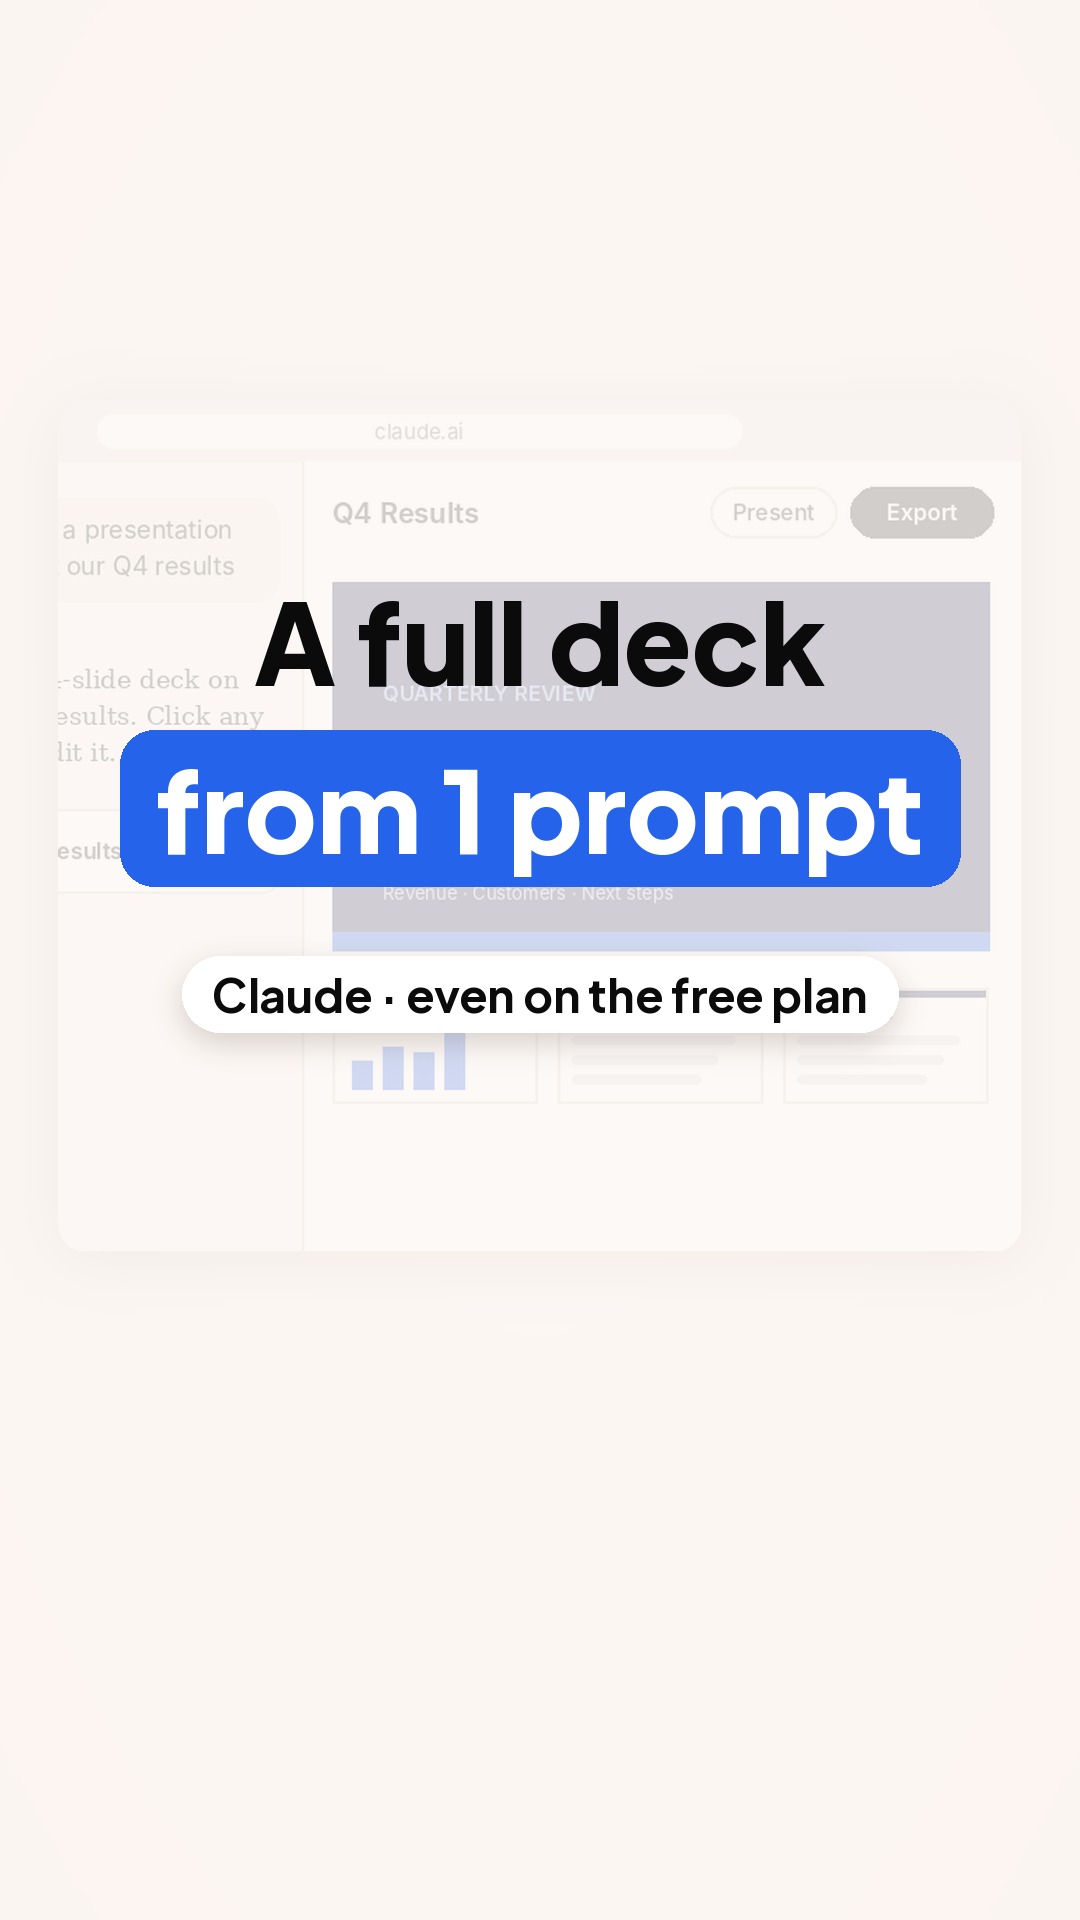 claude.ai
Q4 Results
Present
Export
a presentation
our Q4 results
A full deck
-slide deck on
QUARTERLY REVIEW
esults. Click any
dit it.
from 1 prompt
esults
Revenue · Customers · Next steps
Claude · even on the free plan